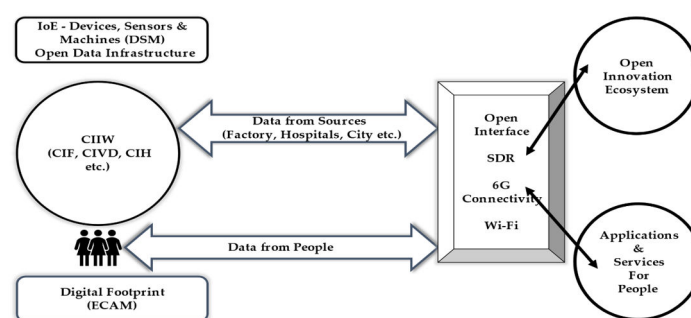 IoE - Devices, Sensors &
Machines (DSM)
Open Data Infrastructure
CIIW
(CIF, CIVD, CIH
etc.)
Data from Sources
(Factory, Hospitals, City etc.)
Open
Interface
SDR
6G
Connectivity
Wi-Fi
Open
Innovation
Ecosystem
Data from People
Applications
&
Services
For
People
Digital Footprint
(ECAM)